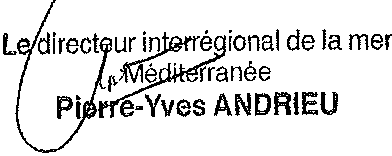 Le directeur interrégional de la mer
Méditerranée
Pierre-Yves ANDRIEU